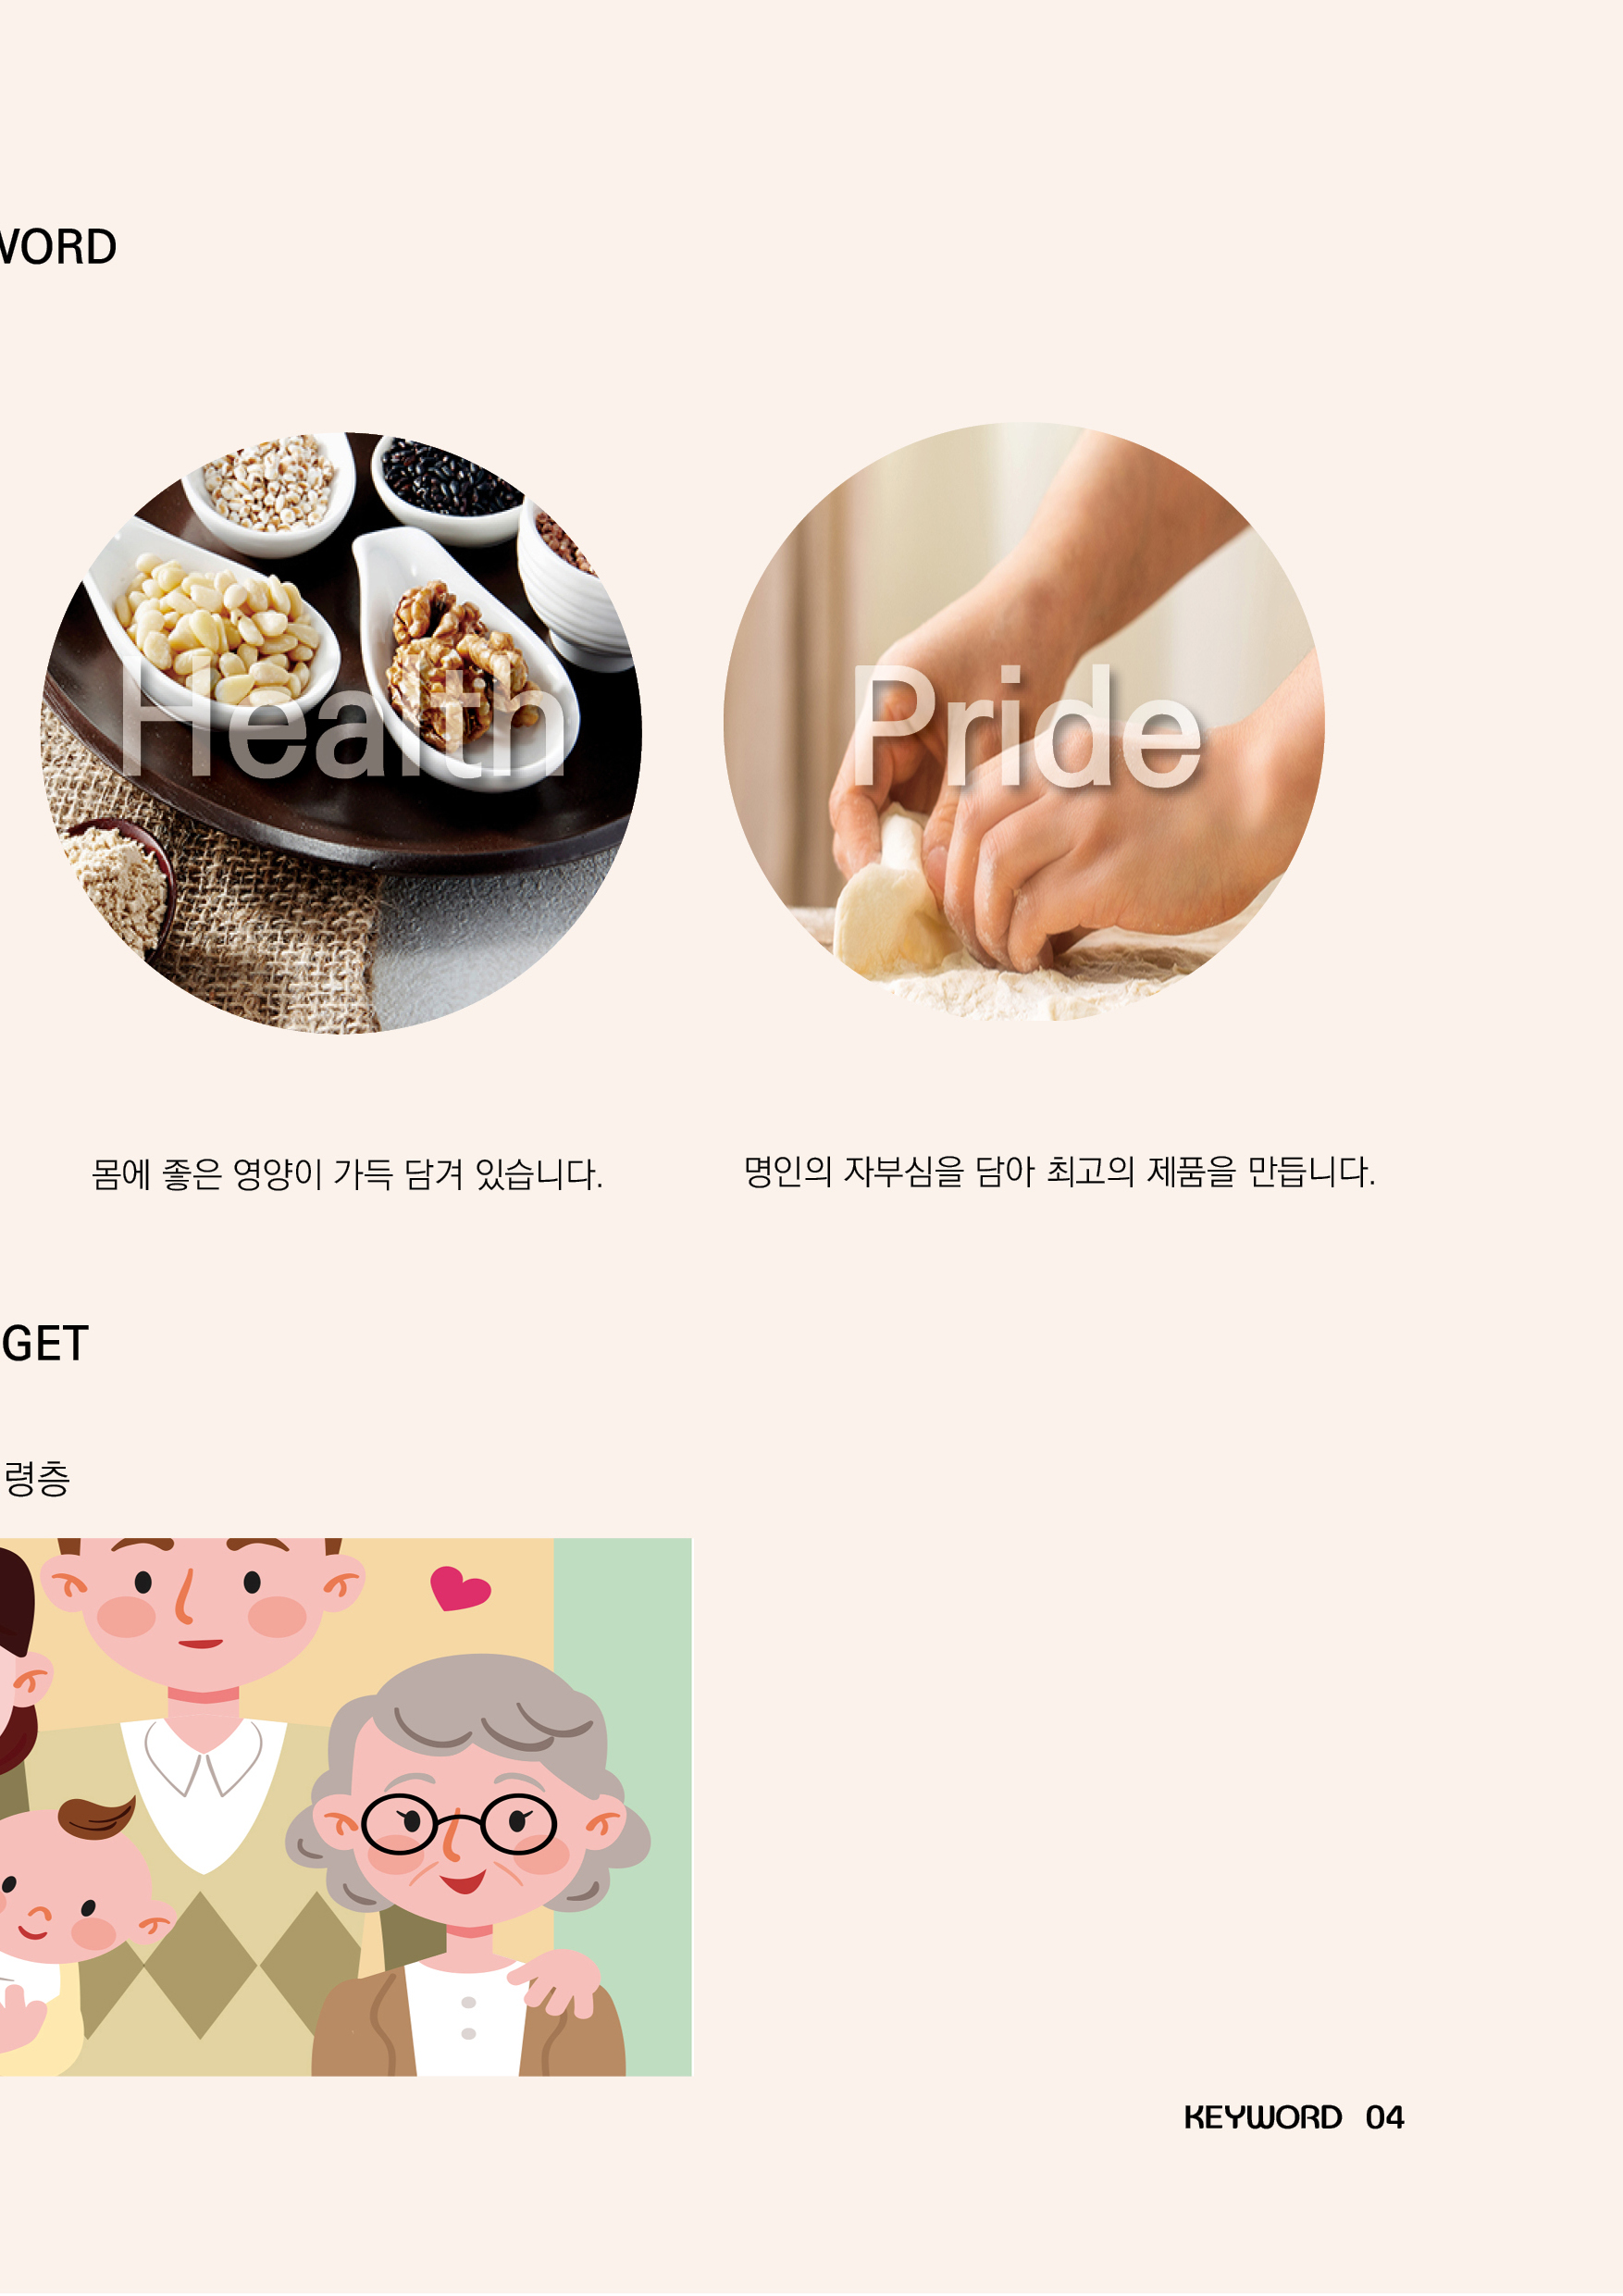 WORD
Health
Pride
몸에 좋은 영양이 가득 담겨 있습니다.
명인의 자부심을 담아 최고의 제품을 만듭니다.
GET
령층
KEYWORD 04